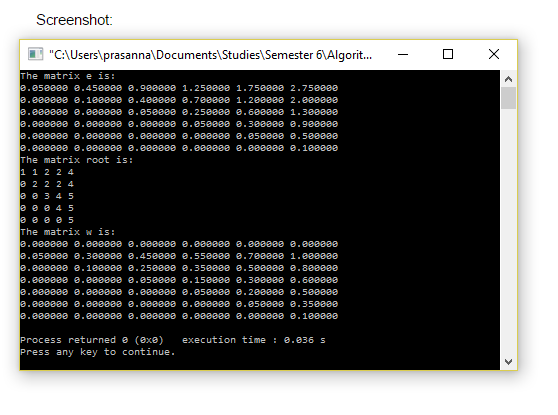 Screenshot:
"C:\Users\prasanna\Documents\Studies\Semester 6\Algorit...
The matrix e is:
0.050000 0.450000 0.900000 1.250000 1.750000 2.750000
0.000000 0.100000 0.400000 0.700000 1.200000 2.000000
0.000000 0.000000 0.050000 0.250000 0.600000 1.300000
0.000000 0.000000 0.000000 0.050000 0.300000 0.900000
0.000000 0.000000 0.000000 0.000000 0.050000 0.500000
0.000000 0.000000 0.000000 0.000000 0.000000 0.100000
The matrix root is:
1 1 2 2 4
0 2 2 2 4
0 0 3 4 5
0 0 0 4 5
0 0 0 0 5
The matrix w is:
0.000000 0.000000 0.000000 0.000000 0.000000 0.000000
0.050000 0.300000 0.450000 0.550000 0.700000 1.000000
0.000000 0.100000 0.250000 0.350000 0.500000 0.800000
0.000000 0.000000 0.050000 0.150000 0.300000 0.600000
0.000000 0.000000 0.000000 0.050000 0.200000 0.500000
0.000000 0.000000 0.000000 0.000000 0.050000 0.350000
0.000000 0.000000 0.000000 0.000000 0.000000 0.100000
Process returned 0 (0x0)   execution time : 0.036 s
Press any key to continue.